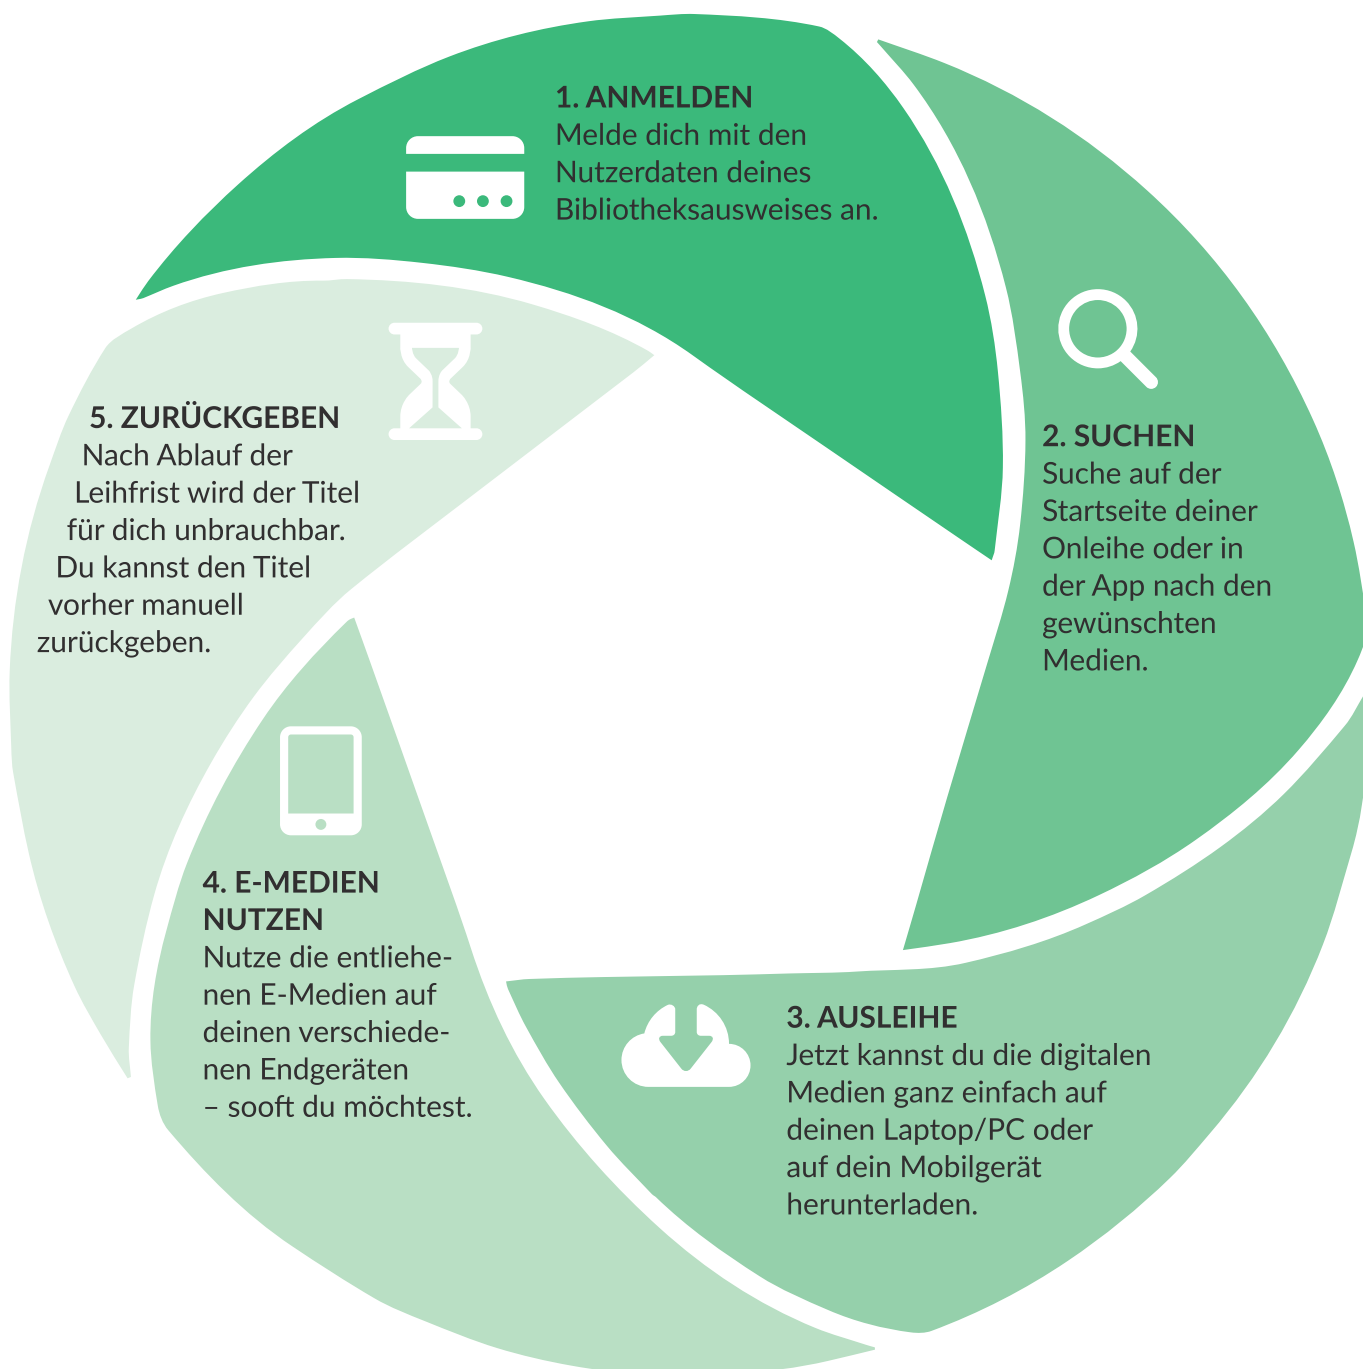 1. ANMELDEN
Melde dich mit den
Nutzerdaten deines
Bibliotheksausweises an.
2. SUCHEN
Suche auf der
Startseite deiner
Onleihe oder in
der App nach den
gewünschten
Medien.
3. AUSLEIHE
Jetzt kannst du die digitalen
Medien ganz einfach auf
deinen Laptop/PC oder
auf dein Mobilgerät
herunterladen.
4. E-MEDIEN
NUTZEN
Nutze die entliehe-
nen E-Medien auf
deinen verschiede-
nen Endgeräten
– sooft du möchtest.
5. ZURÜCKGEBEN
Nach Ablauf der
Leihfrist wird der Titel
für dich unbrauchbar.
Du kannst den Titel
vorher manuell
zurückgeben.